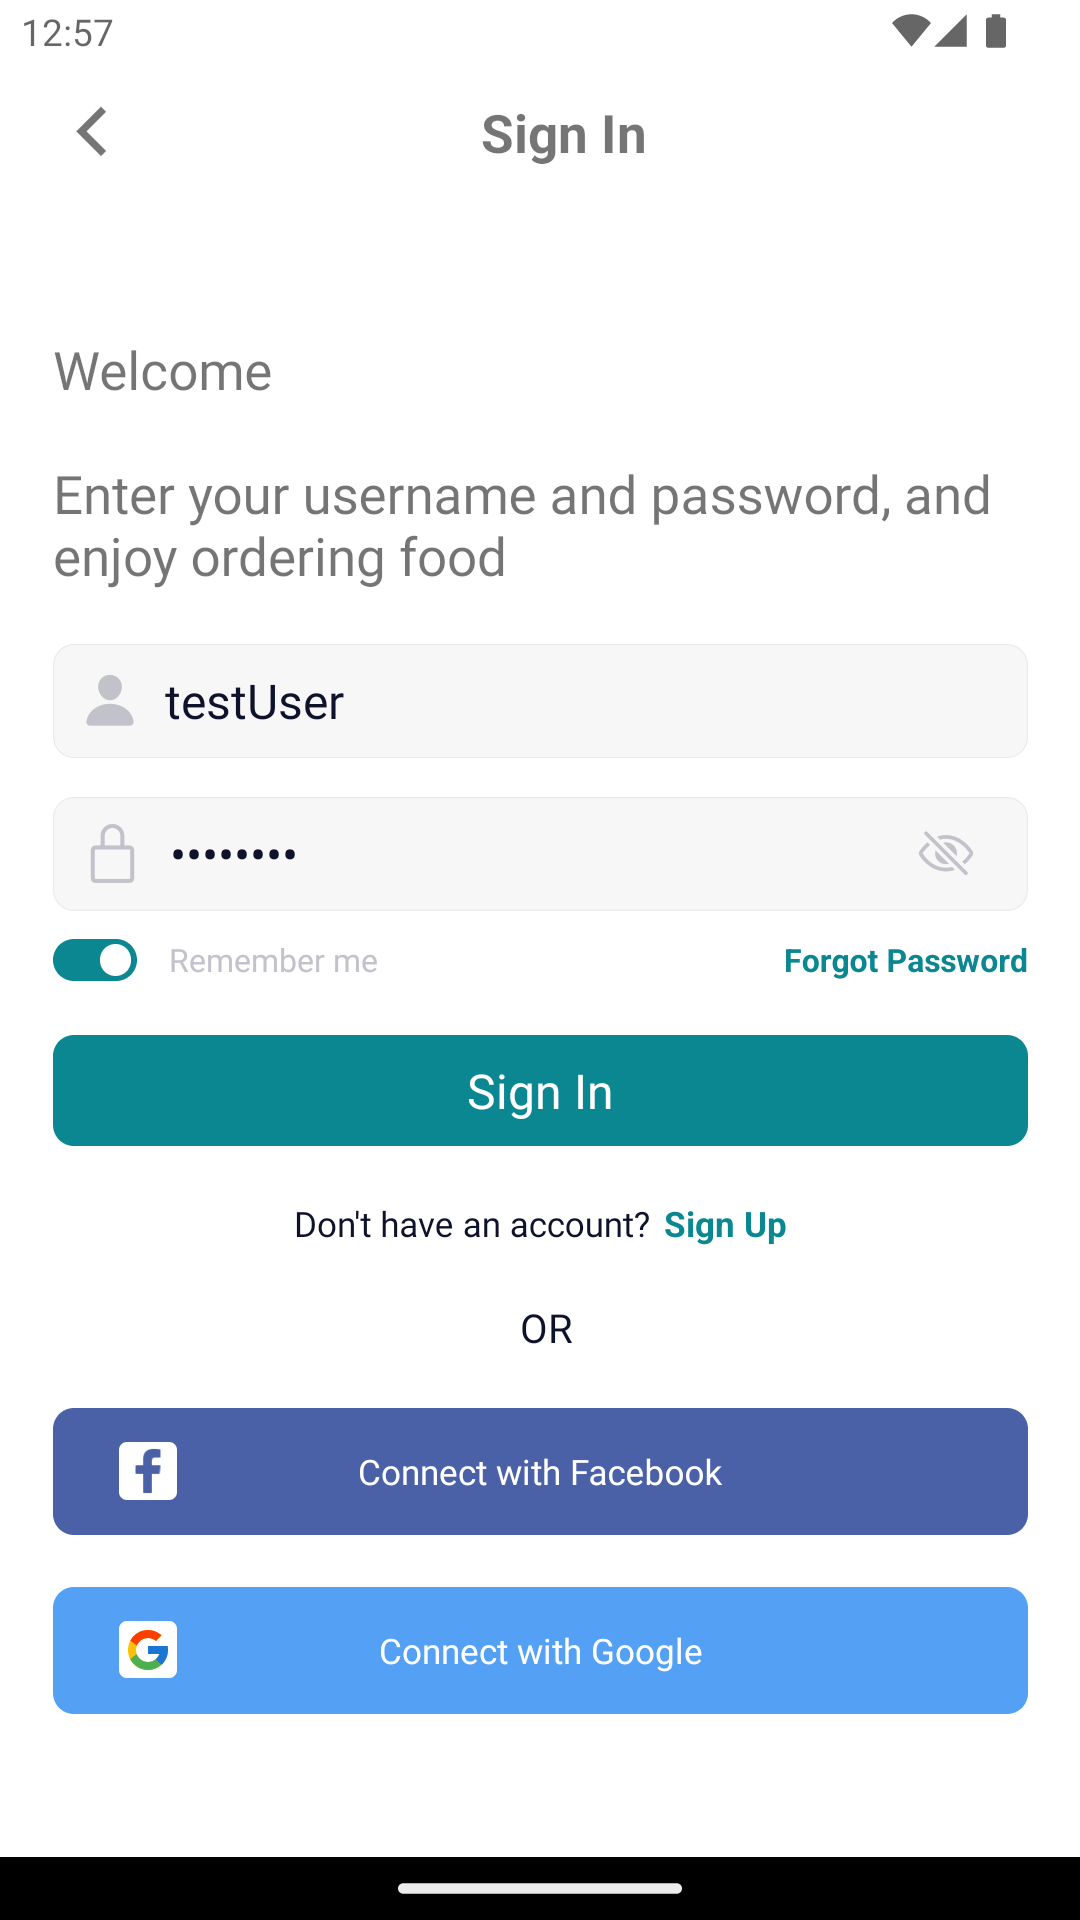 12:57
Sign In
Welcome
Enter your username and password, and
enjoy ordering food
testUser
••••••••
Remember me
Forgot Password
Sign In
Don't have an account? Sign Up
OR
Connect with Facebook
Connect with Google